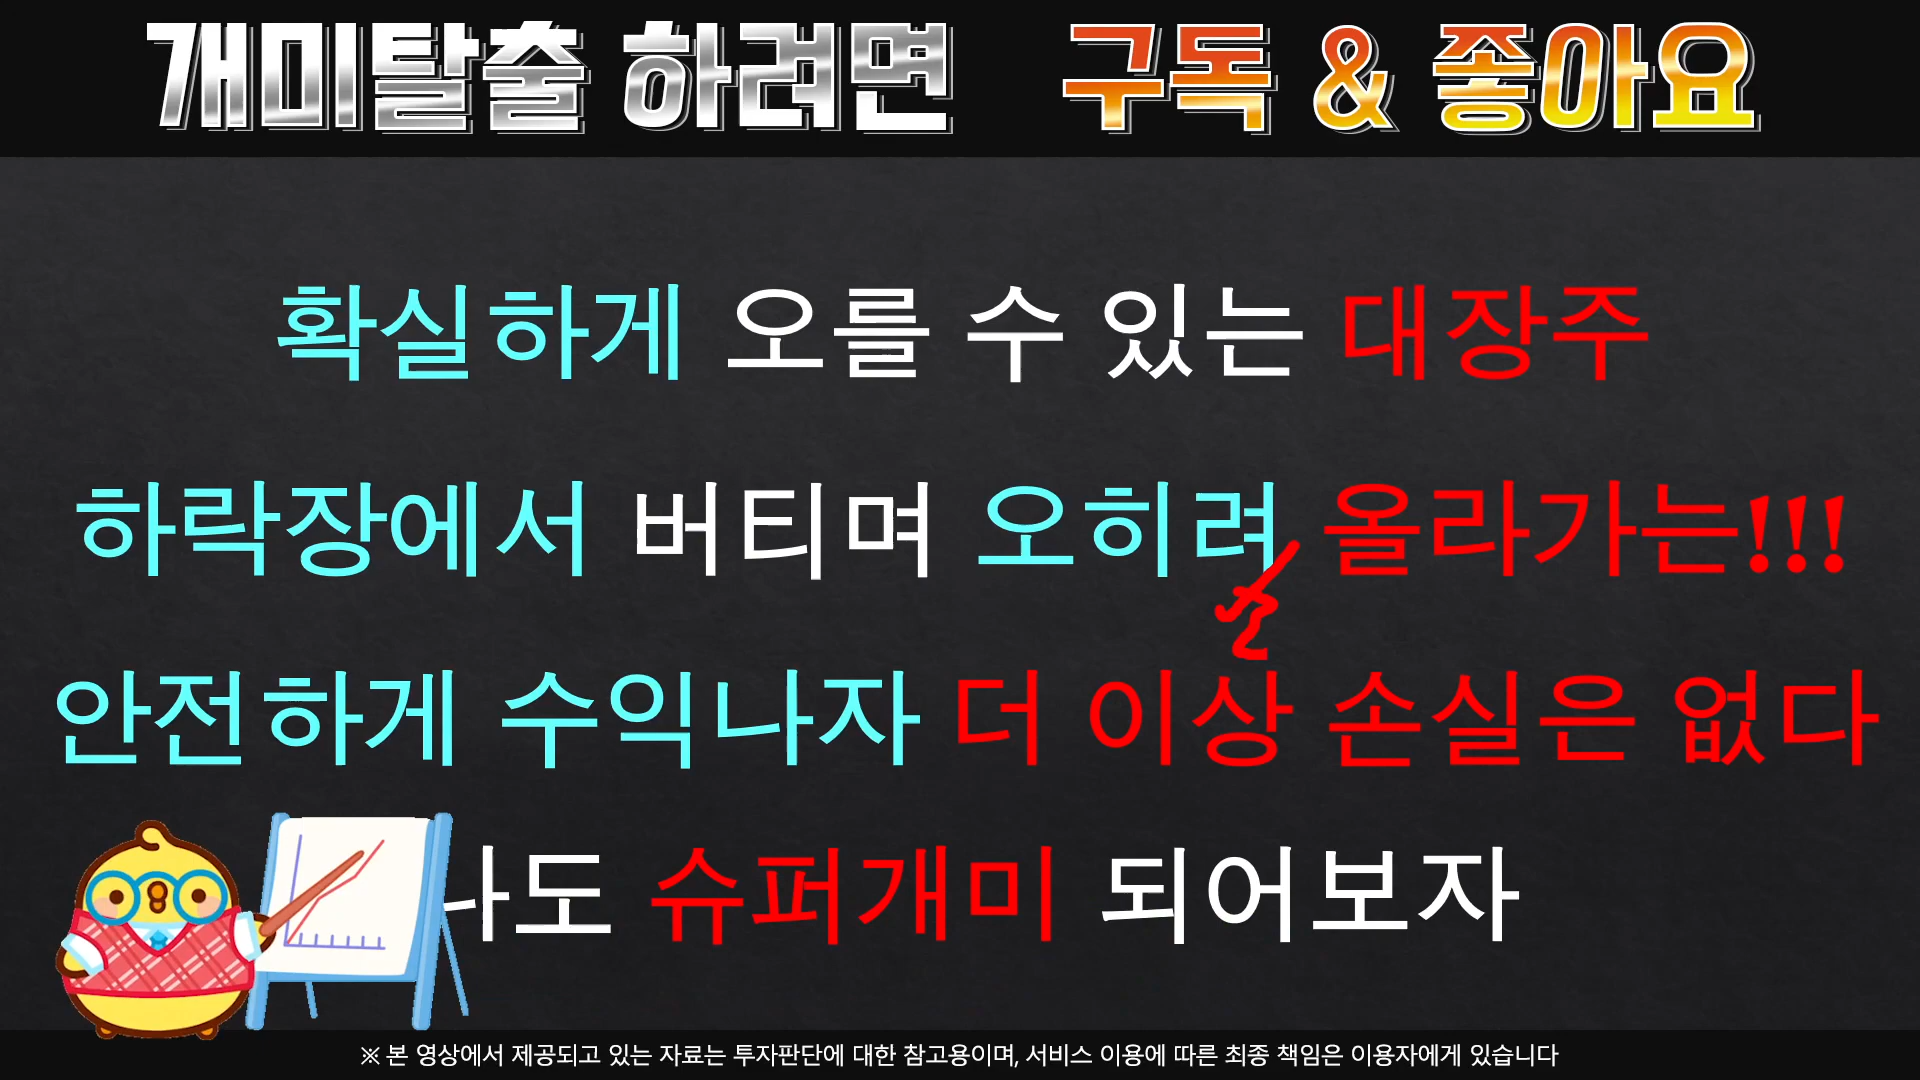 개미탈출 하려면 구독 & 좋아요
확실하게 오를 수 있는 대장주
하락장에서 버티며 오히려 올라가는!!!
안전하게 수익나자 더 이상 손실은 없다
나도 슈퍼개미 되어보자
※ 본 영상에서 제공되고 있는 자료는 투자판단에 대한 참고용이며, 서비스 이용에 따른 최종 책임은 이용자에게 있습니다